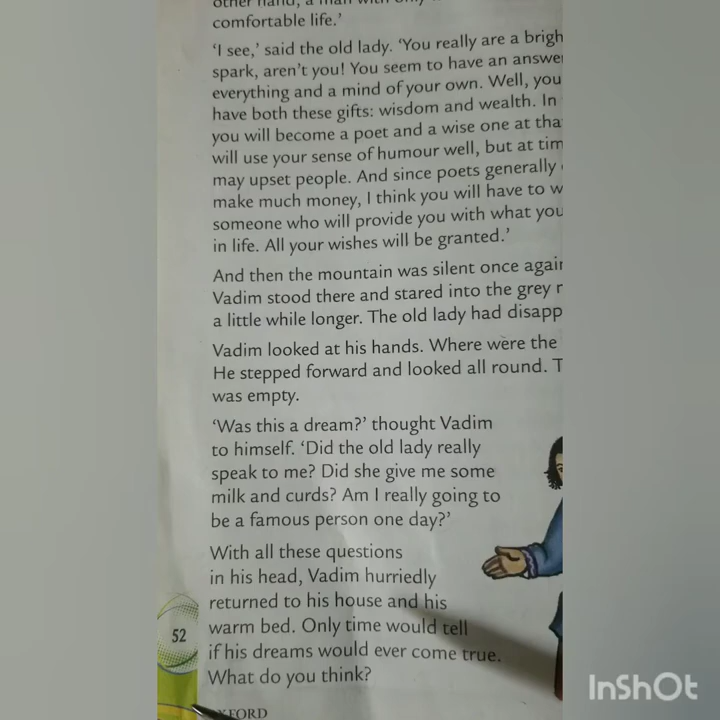 comfortable life.'
'I see,' said the old lady. 'You really are a brigh
spark, aren't you! You seem to have an answe
everything and a mind of your own. Well, you
have both these gifts: wisdom and wealth. In
you will become a poet and a wise one at tha
will use your sense of humour well, but at tim
may upset people. And since poets generally
make much money, I think you will have to w
someone who will provide you with what you
in life. All your wishes will be granted.'
And then the mountain was silent once agai
Vadim stood there and stared into the grey
a little while longer. The old lady had disapp
Vadim looked at his hands. Where were the
He stepped forward and looked all round. T
was empty.
'Was this a dream?' thought Vadim
to himself. 'Did the old lady really
speak to me? Did she give me some
milk and curds? Am I really going to
be a famous person one day?'
With all these questions
in his head, Vadim hurriedly
returned to his house and his
warm bed. Only time would tell
if his dreams would ever come true.
What do you think?
52
FORD
InShOt